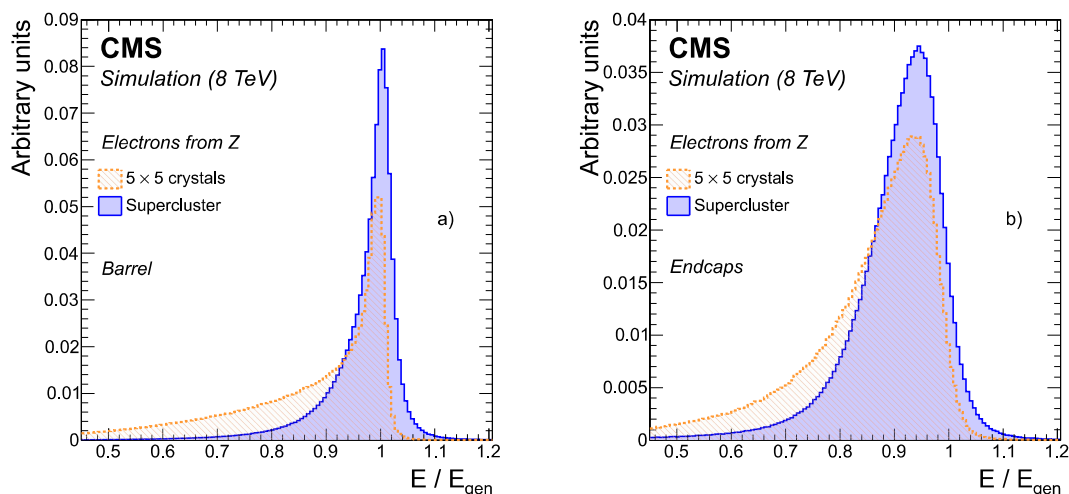 0.09
0.08
0.07
0.06
0.05
0.04
0.03
0.02
0.01
0
Arbitrary units
CMS
Simulation (8 TeV)
Electrons from Z
5 × 5 crystals
Supercluster
a)
Barrel
0.5 0.6 0.7 0.8 0.9 1 1.1 1.2
E / E_gen
0.04
0.035
0.03
0.025
0.02
0.015
0.01
0.005
0
Arbitrary units
CMS
Simulation (8 TeV)
Electrons from Z
5 × 5 crystals
Supercluster
b)
Endcaps
0.5 0.6 0.7 0.8 0.9 1 1.1 1.2
E / E_gen